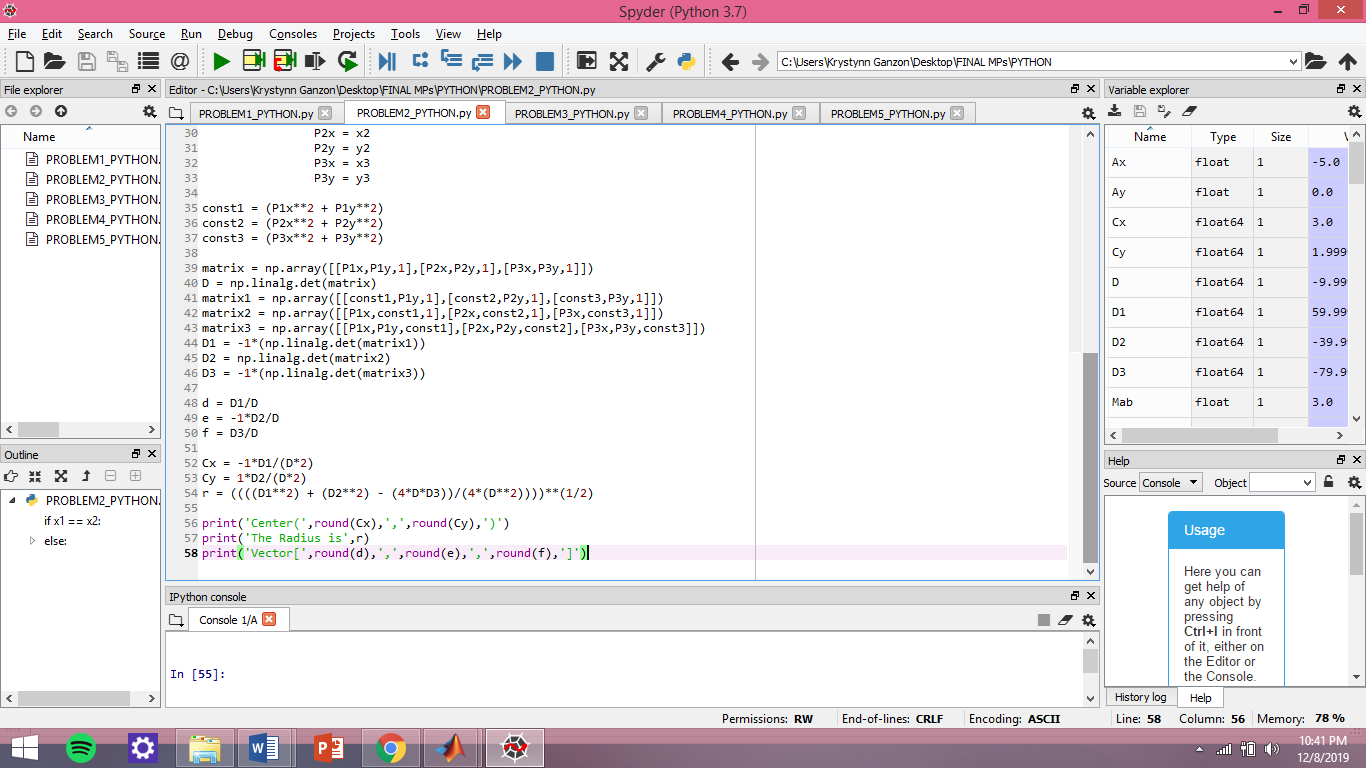 Spyder (Python 3.7)
File Edit Search Source Run Debug Consoles Projects Tools View Help
C:\Users\Krystynn Ganzon\Desktop\FINAL MPs\PYTHON
File explorer
Name
PROBLEM1_PYTHON.
PROBLEM2_PYTHON.
PROBLEM3_PYTHON.
PROBLEM4_PYTHON.
PROBLEM5_PYTHON.
Outline
PROBLEM2_PYTHON.
if x1 == x2:
else:
Editor - C:\Users\Krystynn Ganzon\Desktop\FINAL MPs\PYTHON\PROBLEM2_PYTHON.py
PROBLEM1_PYTHON.py PROBLEM2_PYTHON.py PROBLEM3_PYTHON.py PROBLEM4_PYTHON.py PROBLEM5_PYTHON.py
30 P2x = x2
31 P2y = y2
32 P3x = x3
33 P3y = y3
34
35 const1 = (P1x**2 + P1y**2)
36 const2 = (P2x**2 + P2y**2)
37 const3 = (P3x**2 + P3y**2)
38
39 matrix = np.array([[P1x,P1y,1],[P2x,P2y,1],[P3x,P3y,1]])
40 D = np.linalg.det(matrix)
41 matrix1 = np.array([[const1,P1y,1],[const2,P2y,1],[const3,P3y,1]])
42 matrix2 = np.array([[P1x,const1,1],[P2x,const2,1],[P3x,const3,1]])
43 matrix3 = np.array([[P1x,P1y,const1],[P2x,P2y,const2],[P3x,P3y,const3]])
44 D1 = -1*(np.linalg.det(matrix1))
45 D2 = np.linalg.det(matrix2)
46 D3 = -1*(np.linalg.det(matrix3))
47
48 d = D1/D
49 e = -1*D2/D
50 f = D3/D
51
52 Cx = -1*D1/(D*2)
53 Cy = 1*D2/(D*2)
54 r = ((((D1**2) + (D2**2) - (4*D*D3))/(4*(D**2))))**(1/2)
55
56 print('Center(',round(Cx),',',round(Cy),')')
57 print('The Radius is',r)
58 print('Vector[',round(d),',',round(e),',',round(f),']')
IPython console
Console 1/A
In [55]:
Variable explorer
Name Type Size V
Ax float 1 -5.0
Ay float 1 0.0
Cx float64 1 3.0
Cy float64 1 1.999
D float64 1 -9.999
D1 float64 1 59.99
D2 float64 1 -39.9
D3 float64 1 -79.9
Mab float 1 3.0
Help
Source Console Object
Usage
Here you can
get help of
any object by
pressing
Ctrl+I in front
of it, either on
the Editor or
the Console.
History log Help
Permissions: RW End-of-lines: CRLF Encoding: ASCII Line: 58 Column: 56 Memory: 78 %
10:41 PM
12/8/2019